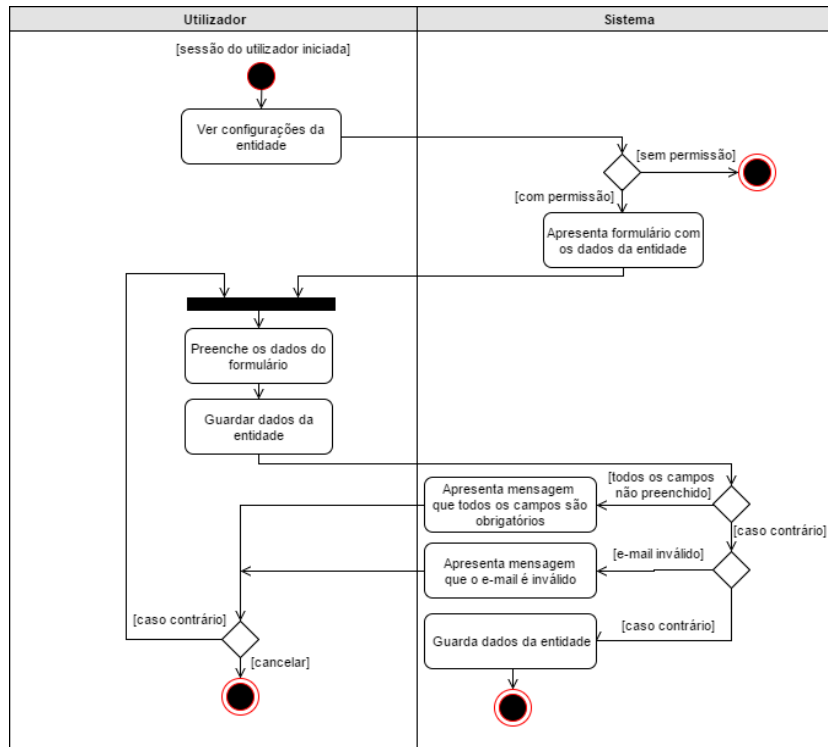 Utilizador
Sistema
[sessão do utilizador iniciada]
Ver configurações da
entidade
[sem permissão]
[com permissão]
Apresenta formulário com
os dados da entidade
Preenche os dados do
formulário
Guardar dados da
entidade
[todos os campos
não preenchido]
Apresenta mensagem
que todos os campos são
obrigatórios
[caso contrário]
[e-mail inválido]
Apresenta mensagem
que o e-mail é inválido
[caso contrário]
Guarda dados da entidade
[caso contrário]
[cancelar]